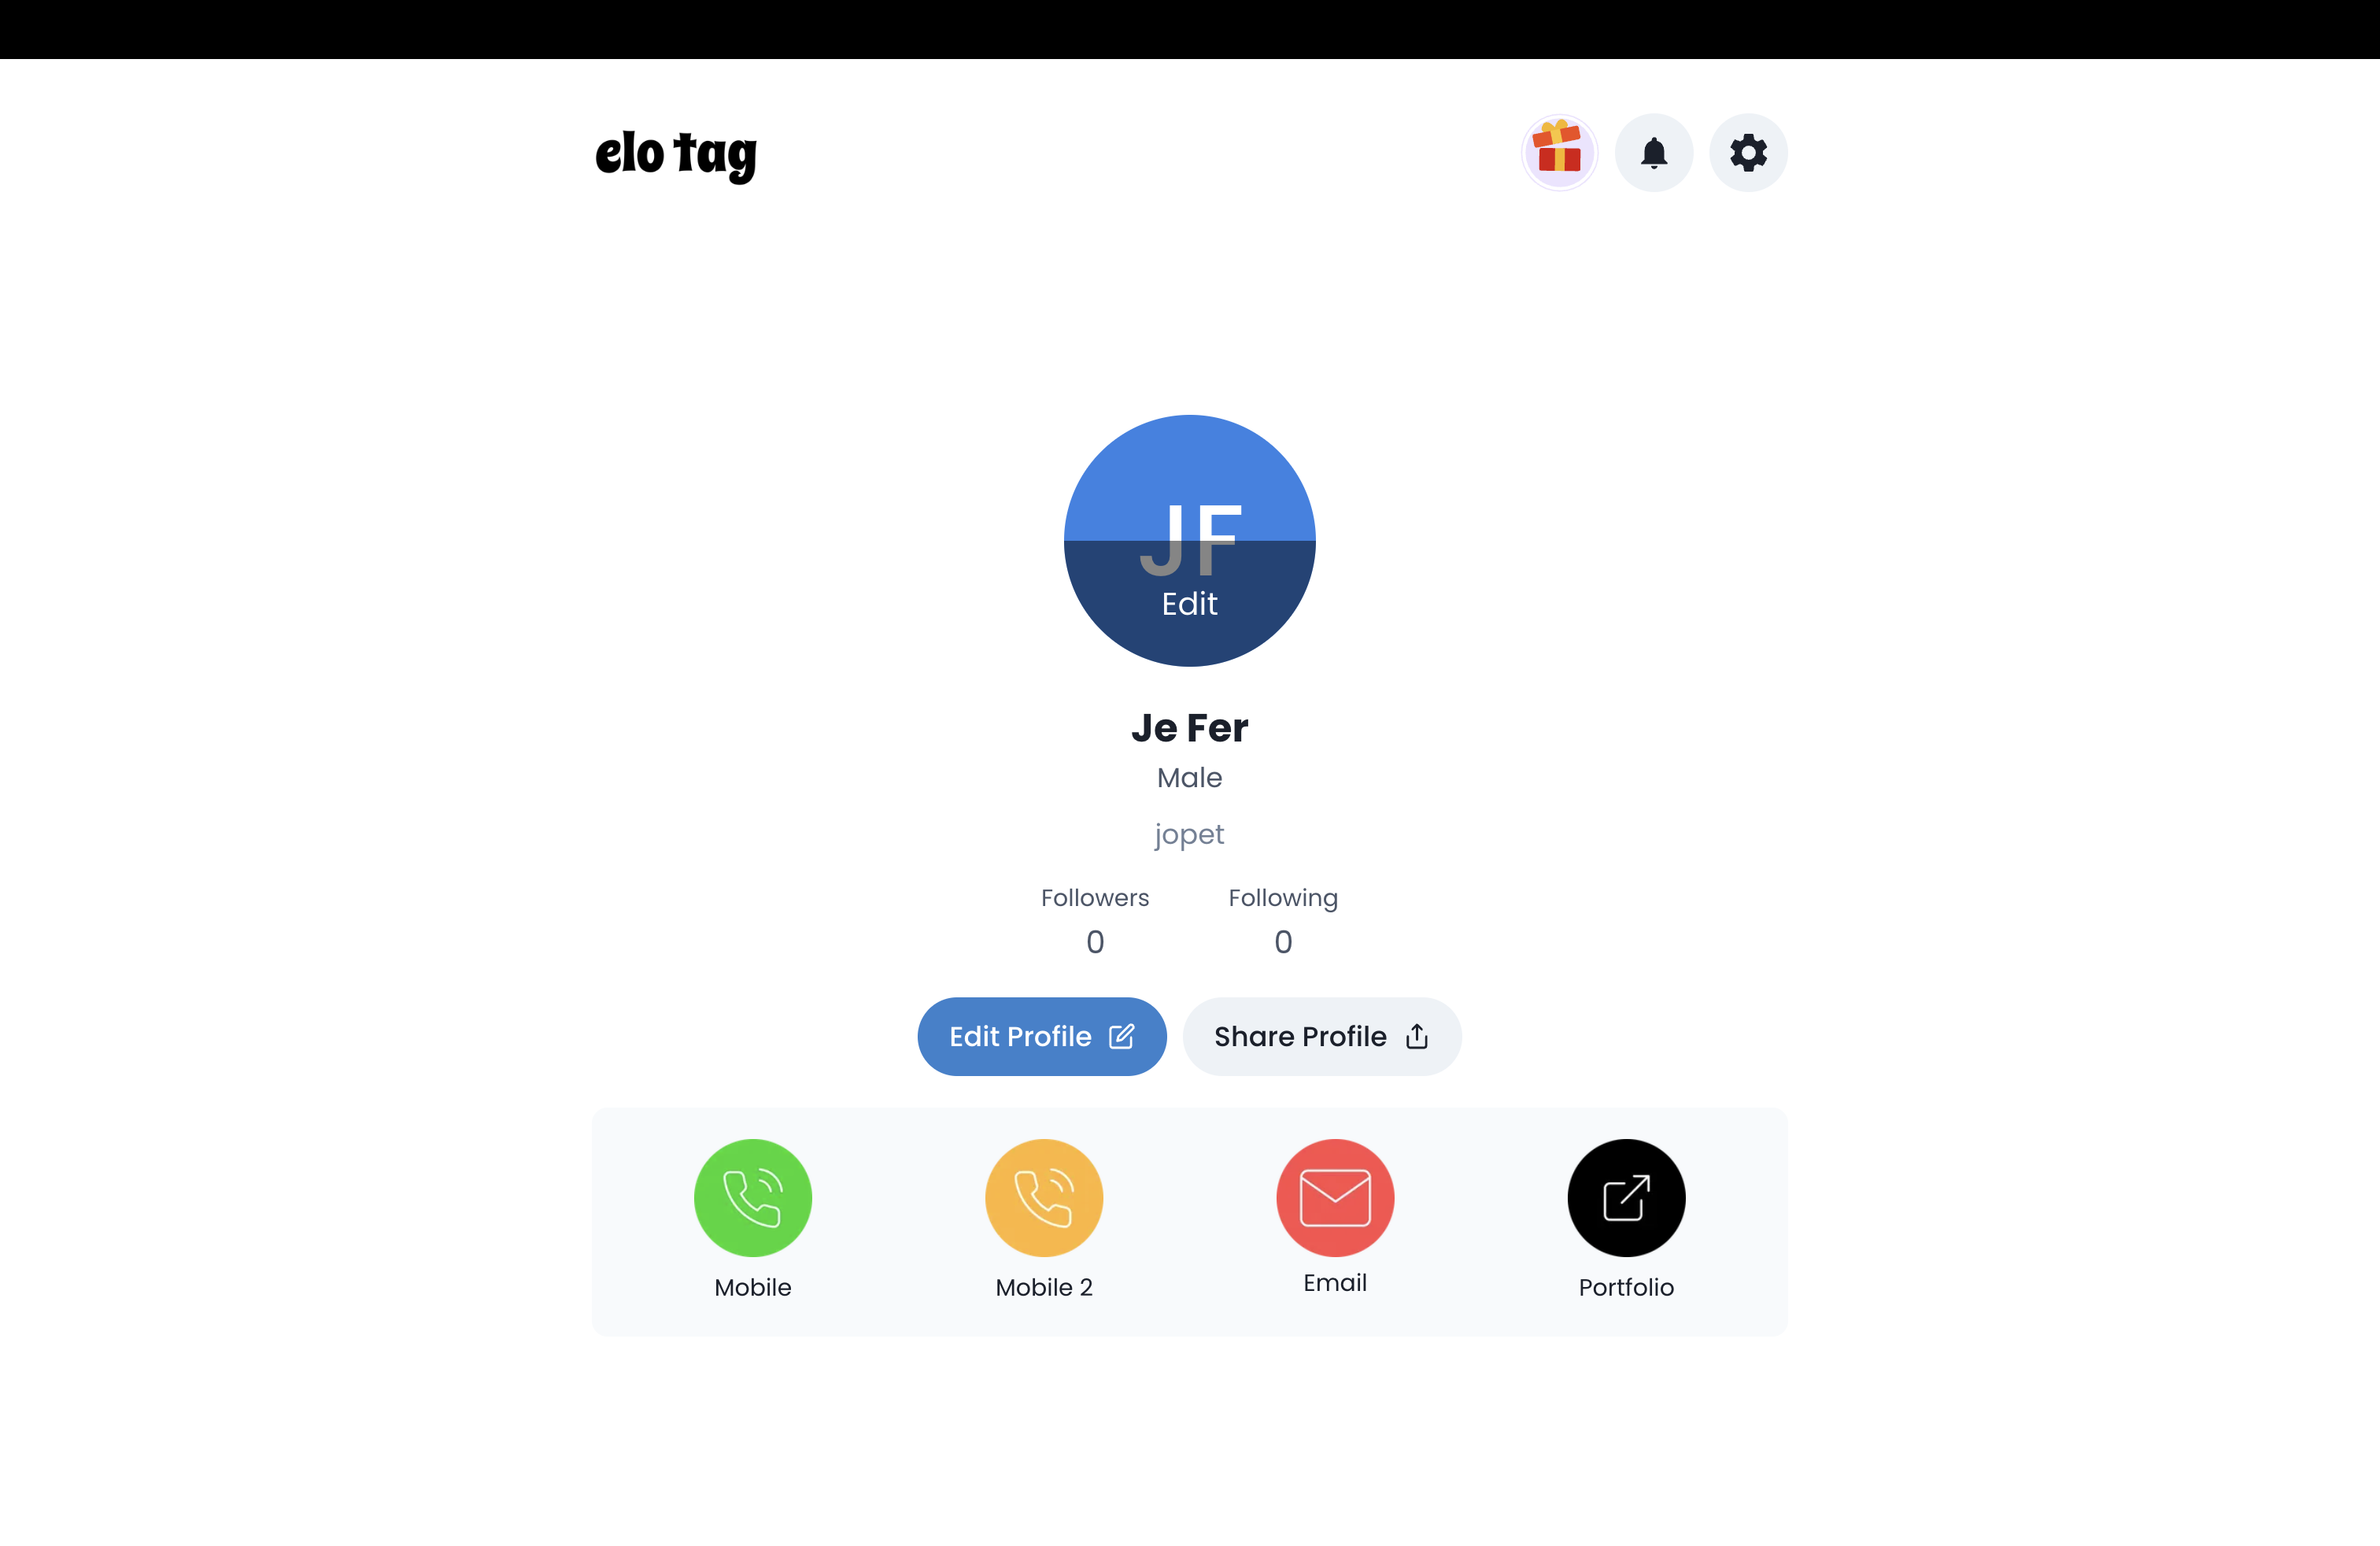 elo tag
JF
Edit
Je Fer
Male
jopet
Followers Following
0 0
Edit Profile Share Profile
Mobile Mobile 2 Email Portfolio